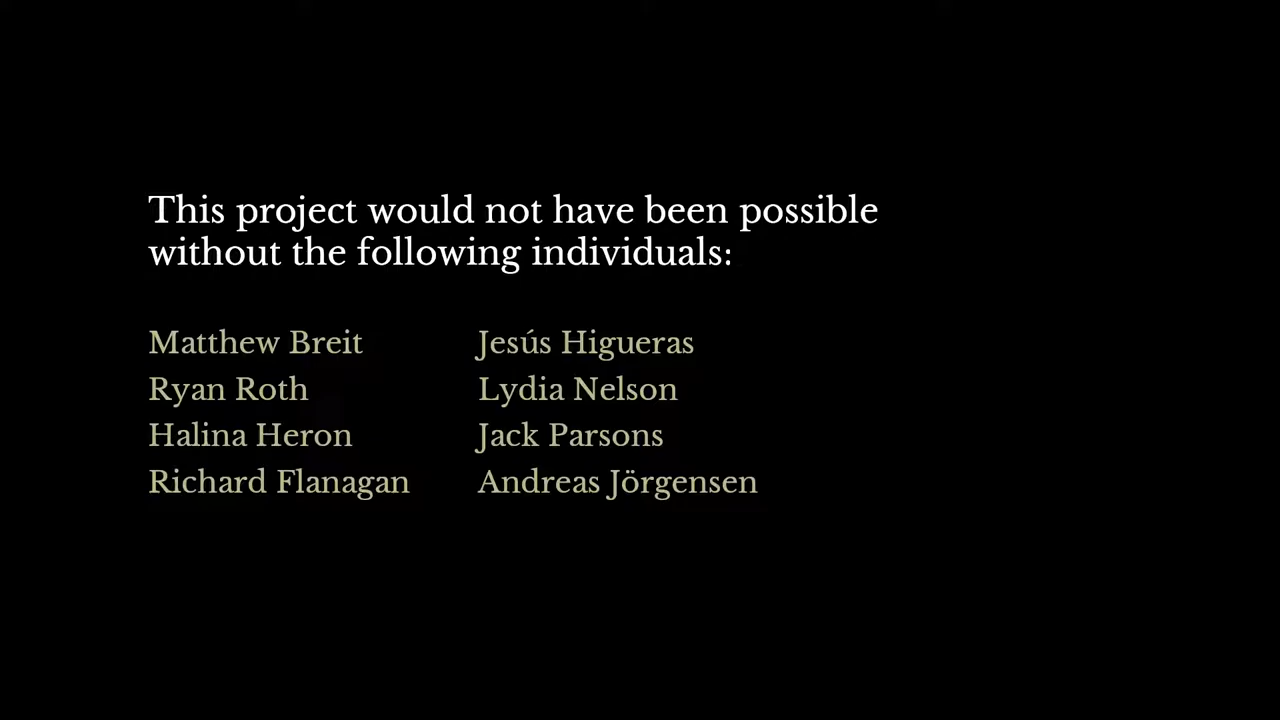 This project would not have been possible
without the following individuals:
Matthew Breit
Ryan Roth
Halina Heron
Richard Flanagan
Jesús Higueras
Lydia Nelson
Jack Parsons
Andreas Jörgensen